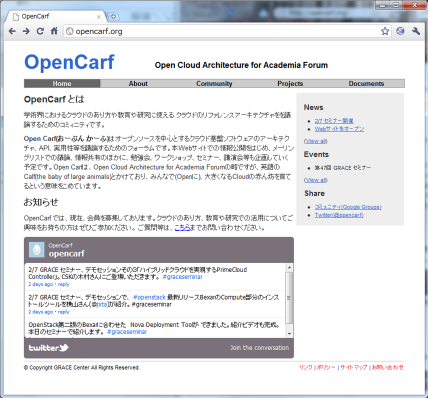 OpenCarf
opencarf.org
OpenCarf
Open Cloud Architecture for Academia Forum
Home About Community Projects Documents
OpenCarf とは
学術界におけるクラウドのあり方や教育や研究に使える クラウドのリファレンスアーキテクチャを議
論するためのコミュニティです。
Open Carf(おーぷん かーふ)はオープンソースを中心とするクラウド基盤ソフトウェアのアーキテク
チャ、API、実用性等を議論するためのフォーラムです。本Webサイトでの情報公開をはじめ、メーリン
グリストでの議論、情報共有のほかに、勉強会、ワークショップ、セミナー、講演会等も企画していく
予定です。Open Carfは、Open Cloud Architecture for Academia Forumの略ですが、英語の
Calf(the baby of large animals)とかけており、みんなで(Openに)、大きくなるCloudの赤ん坊を育て
るという意味をこめています。
お知らせ
OpenCarfでは、現在、会員を募集しております。クラウドのあり方、教育や研究での活用についてご
興味をお持ちの方は ぜひご参加ください。ご質問等は、こちらまでお問い合わせください。
OpenCarf
opencarf
2/7 GRACE セミナー、デモセッションその3「ハイブリッドクラウドを実現するPrimeCloud
Controller」。CSKの木村さんにご登壇いただきます。 #graceseminar
2 days ago · reply
2/7 GRACE セミナー、デモセッションで、#openstack 最新リリースBexarのCompute部分のインス
トールツールを横山さん(@jxta)が紹介。#graceseminar
2 days ago · reply
OpenStack第二版のBexarに合わせた Nova Deployment Toolが できました。紹介ビデオも完成。
本日のセミナーで紹介します。 #graceseminar
twitter
Join the conversation
News
2/7 セミナー開催
Webサイトをオープン
(View all)
Events
第47回 GRACE セミナー
(View all)
Share
コミュニティ(Google Groups)
Twitter(@opencarf)
© Copyright GRACE Center All Rights Reserved.
リンク | ポリシー | サイトマップ | お問い合わせ